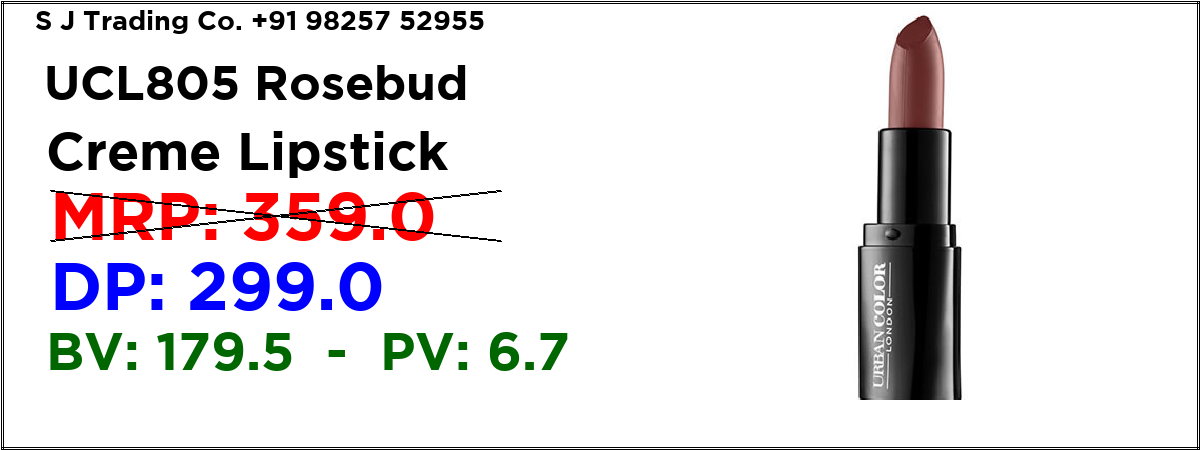 S J Trading Co. +91 98257 52955
UCL805 Rosebud
Creme Lipstick
MRP: 359.0
DP: 299.0
BV: 179.5 - PV: 6.7
URBAN COLOR
LONDON